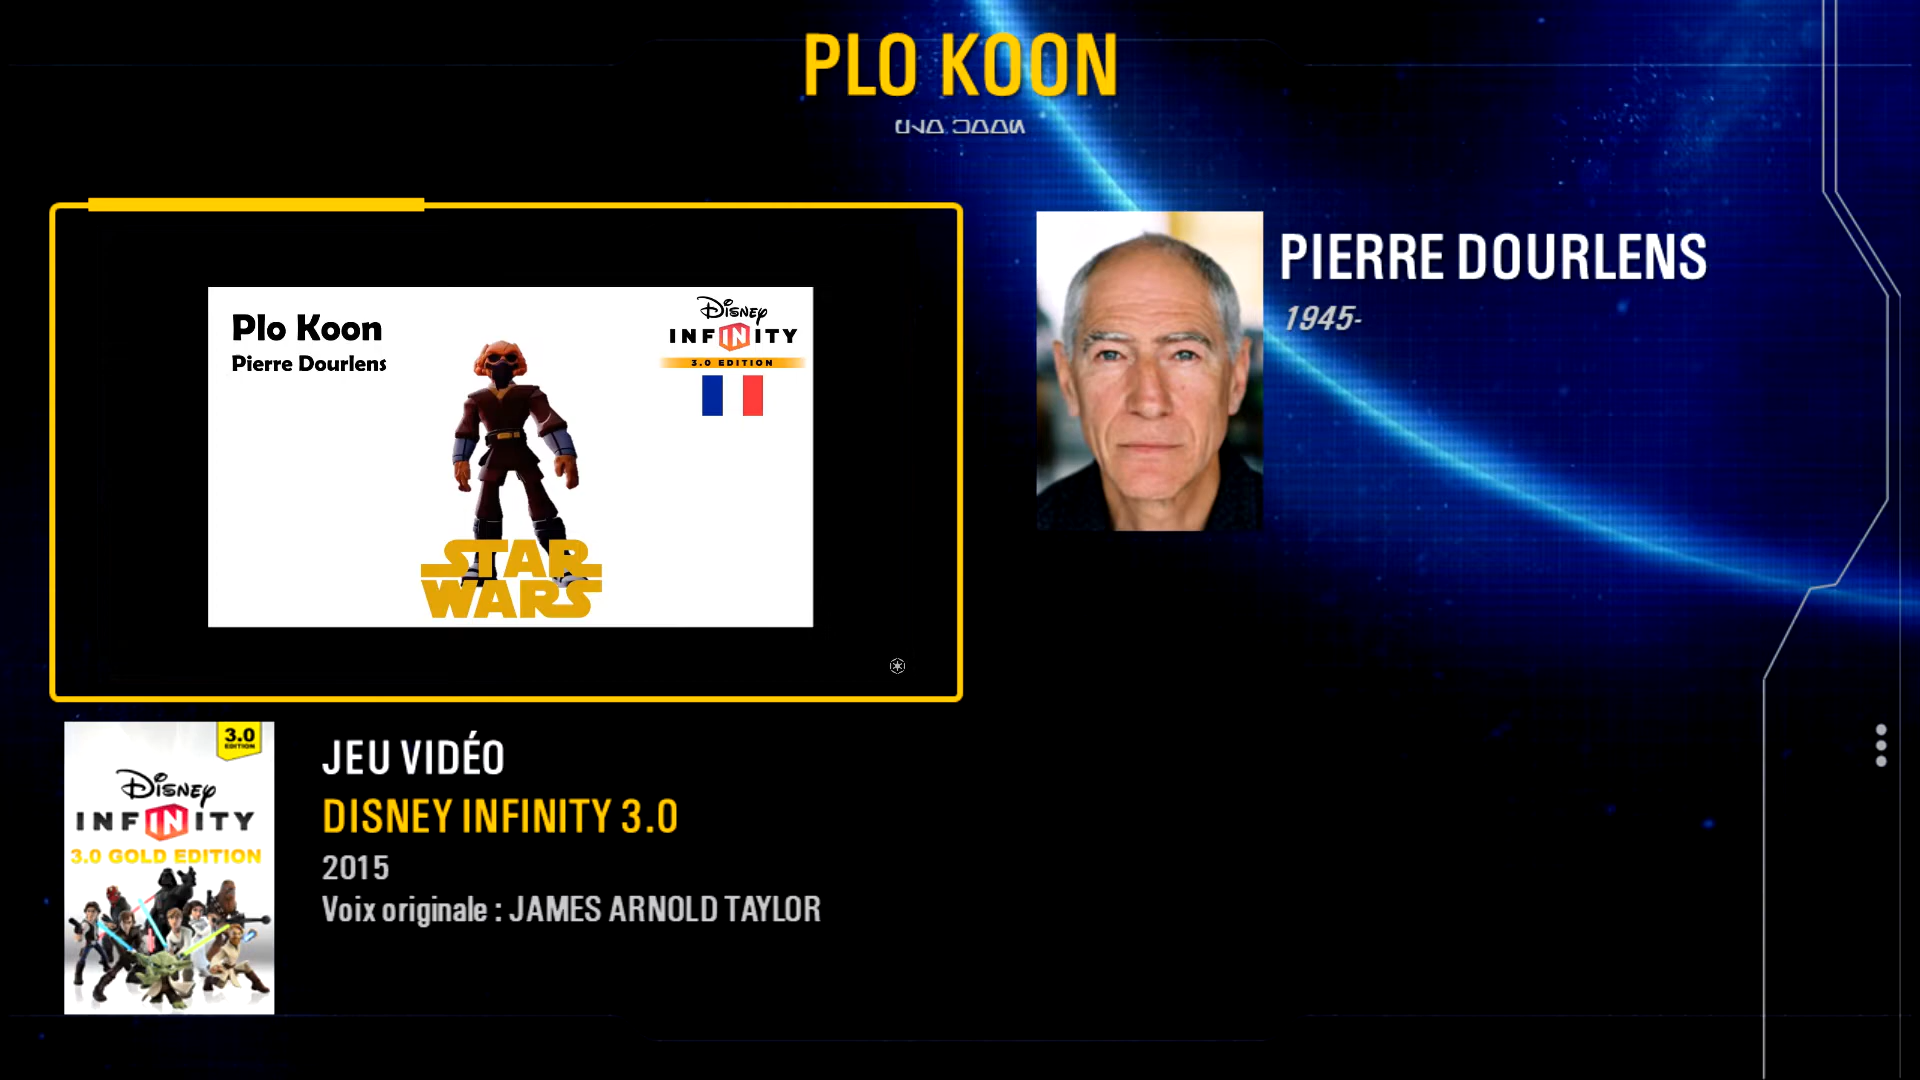 PLO KOON
Plo Koon
Pierre Dourlens
Disney
INFINITY
3.0 EDITION
STAR
WARS
PIERRE DOURLENS
1945-
3.0
EDITION
Disney
INFINITY
3.0 GOLD EDITION
JEU VIDÉO
DISNEY INFINITY 3.0
2015
Voix originale : JAMES ARNOLD TAYLOR